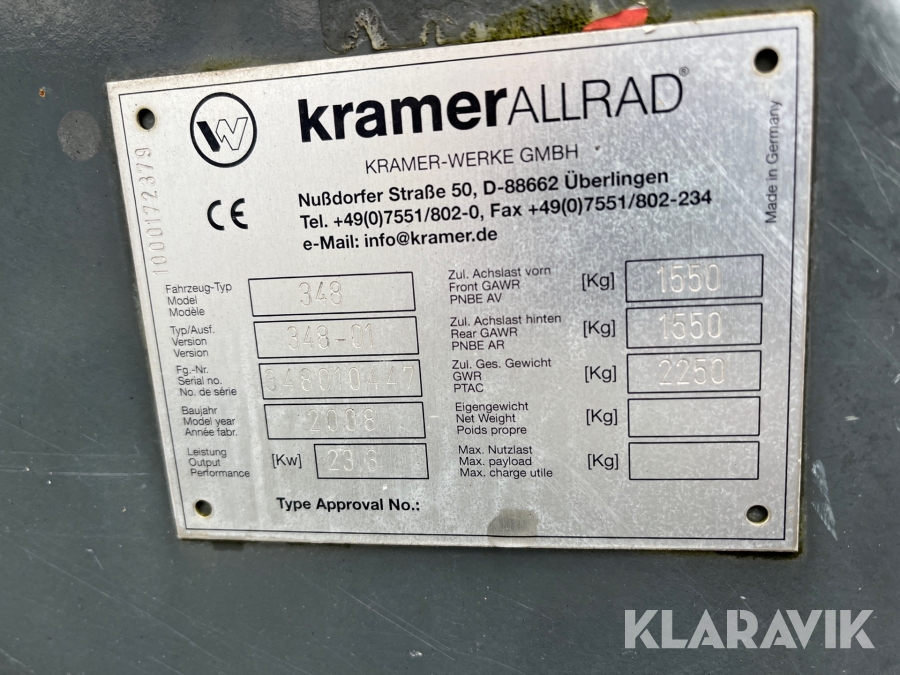 kramerALLRAD®
KRAMER-WERKE GMBH
Nußdorfer Straße 50, D-88662 Überlingen
Tel. +49(0)7551/802-0, Fax +49(0)7551/802-234
e-Mail: info@kramer.de
Made in Germany
CE
1000172379
Fahrzeug-Typ
Model
Modèle
348
Typ/Ausf.
Version
Version
348-01
Fg.-Nr.
Serial no.
No. de série
348010447
Baujahr
Model year
Année fabr.
2008
Leistung
Output
Performance
[Kw] 23.3
Zul. Achslast vorn
Front GAWR
PNBE AV
[Kg] 1550
Zul. Achslast hinten
Rear GAWR
PNBE AR
[Kg] 1550
Zul. Ges. Gewicht
GWR
PTAC
[Kg] 2250
Eigengewicht
Net Weight
Poids propre
[Kg]
Max. Nutzlast
Max. payload
Max. charge utile
[Kg]
Type Approval No.:
KLARAVIK